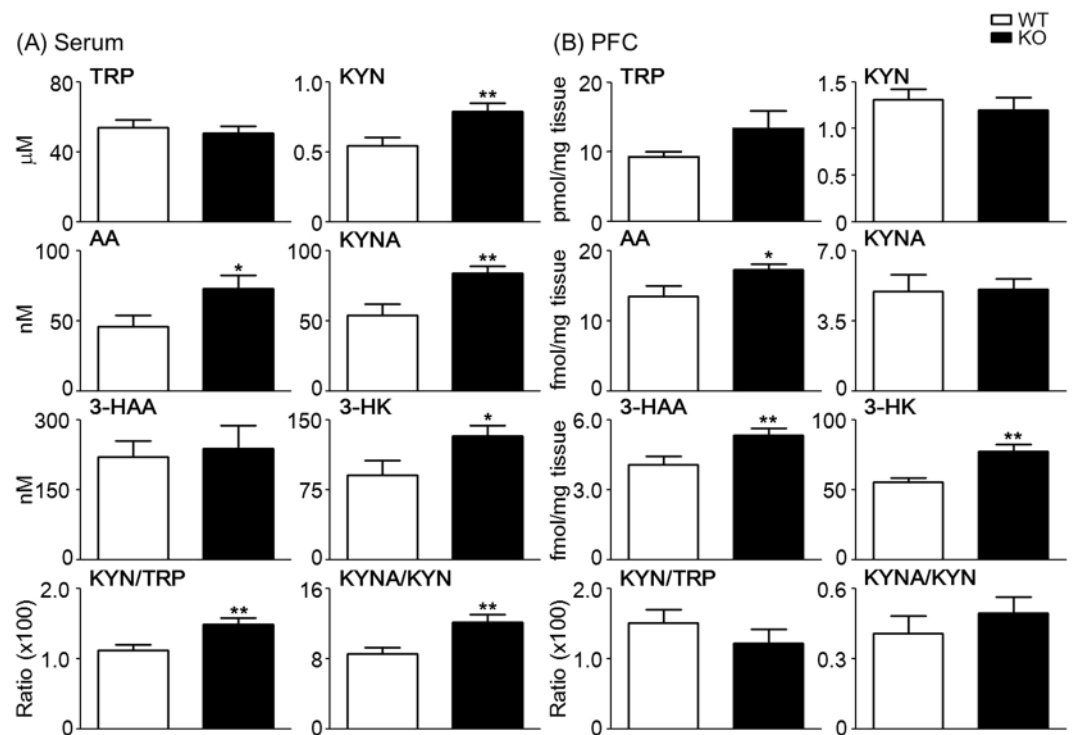 WT
KO
(A) Serum
(B) PFC
TRP
80
40
0
µM
KYN
1.0
0.5
0
**
TRP
20
10
0
pmol/mg tissue
KYN
1.5
1.0
1.5
0
AA
100
50
0
nM
*
KYNA
100
50
0
**
AA
20
13
0
fmol/mg tissue
*
KYNA
7.0
3.5
0
3-HAA
300
150
0
nM
3-HK
150
75
0
*
3-HAA
6.0
3.0
0
fmol/mg tissue
**
3-HK
100
50
0
**
KYN/TRP
2.0
1.0
0
Ratio (x100)
**
KYNA/KYN
16
8
0
**
KYN/TRP
2.0
1.0
0
Ratio (x100)
KYNA/KYN
0.6
0.3
0